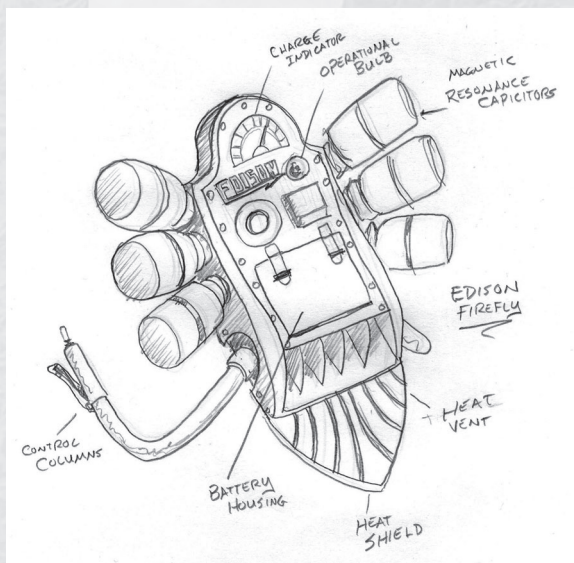 CHARGE
INDICATOR
OPERATIONAL
BULB
MAGNETIC
RESONANCE
CAPICITORS
EDISON
EDISON
FIREFLY
CONTROL
COLUMNS
HEAT
VENT
BATTERY
HOUSING
HEAT
SHIELD